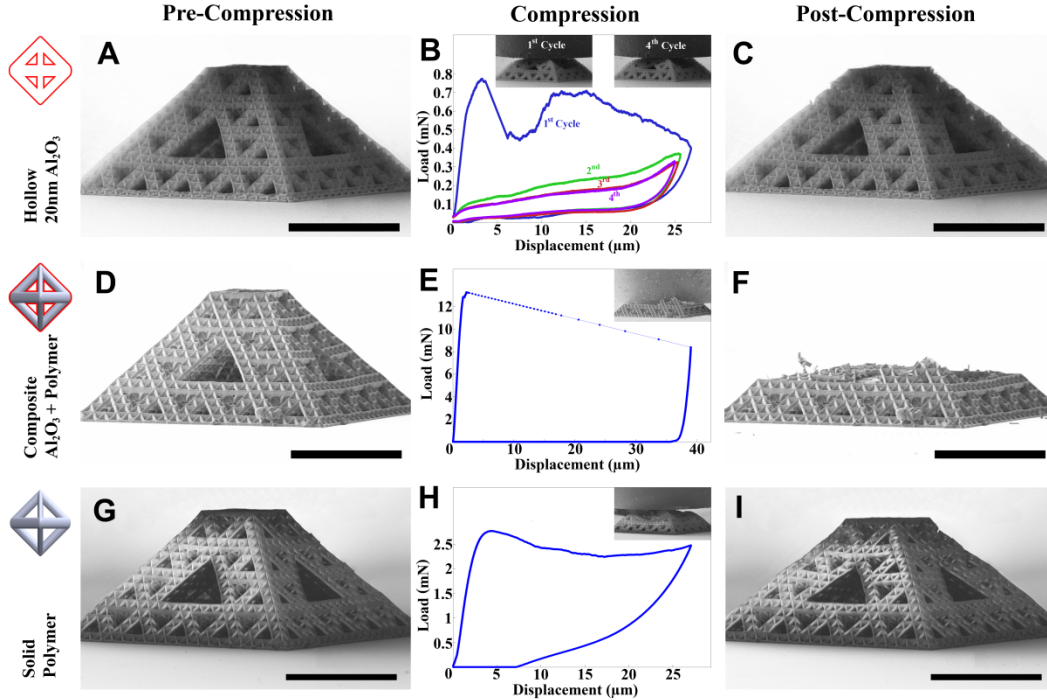 Pre-Compression
Compression
Post-Compression
Hollow
20nm Al₂O₃
A
B
1st Cycle
4th Cycle
0.8
0.7
0.6
0.5
0.4
0.3
0.2
0.1
Load (mN)
1st Cycle
2nd
3rd
4th
0
5
10
15
20
25
Displacement (µm)
C
Composite
Al₂O₃ + Polymer
D
E
12
10
8
6
4
2
Load (mN)
0
10
20
30
40
Displacement (µm)
F
Solid
Polymer
G
H
2.5
2
1.5
1
0.5
0
Load (mN)
0
5
10
15
20
25
Displacement (µm)
I